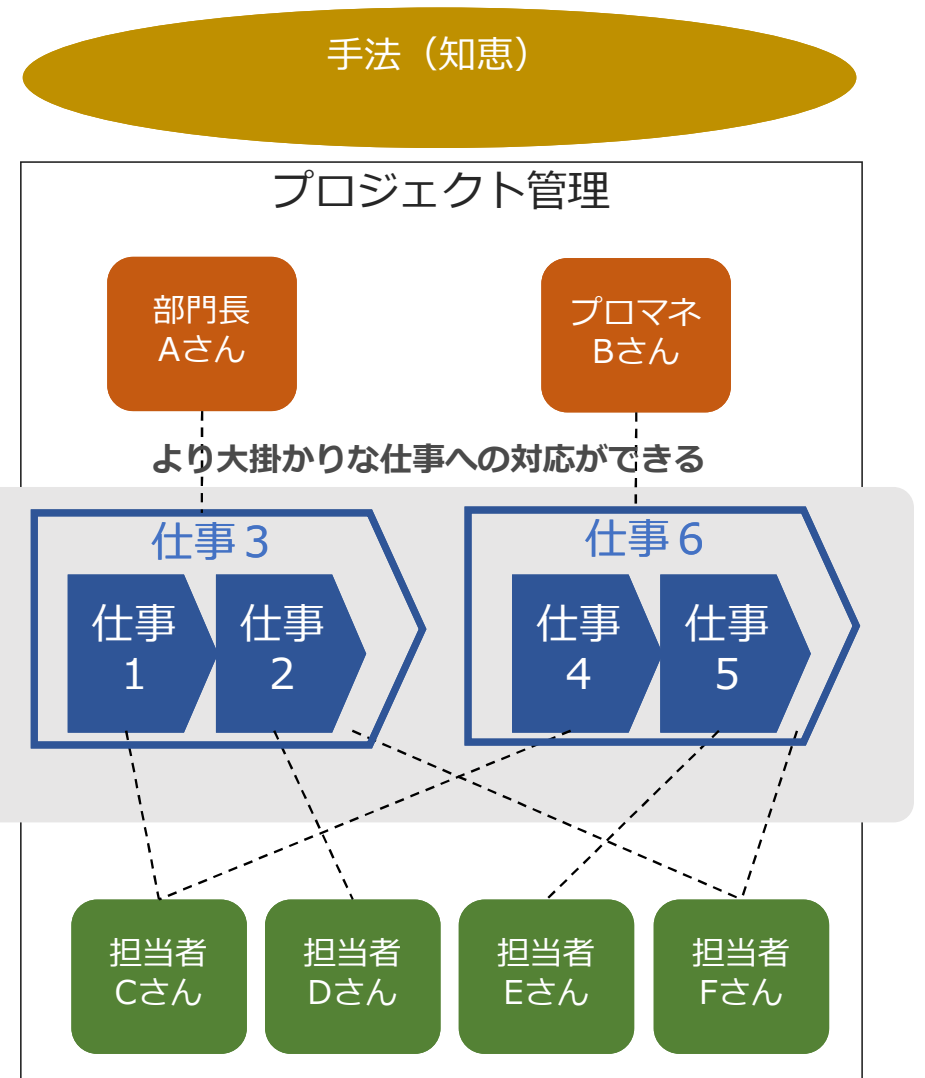 手法（知恵）
プロジェクト管理
部門長
Aさん
プロマネ
Bさん
より大掛かりな仕事への対応ができる
仕事３
仕事
1
仕事
2
仕事６
仕事
4
仕事
5
担当者
Cさん
担当者
Dさん
担当者
Eさん
担当者
Fさん